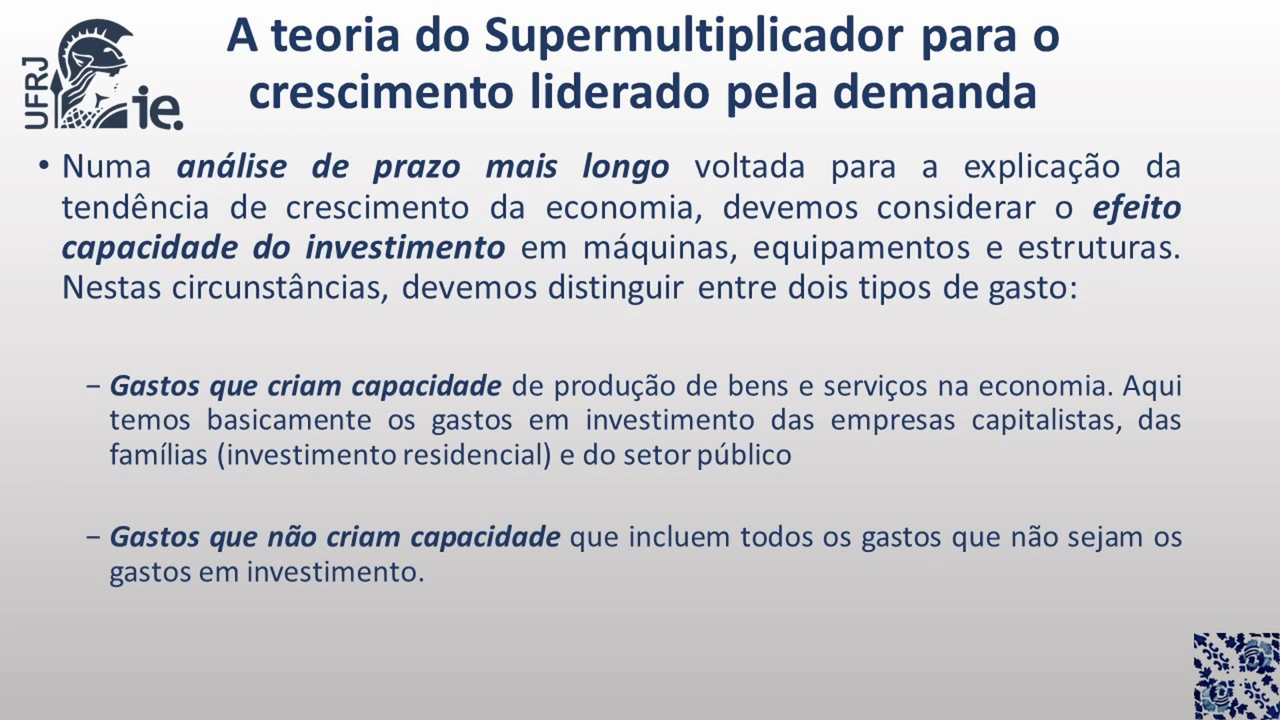 UFRJ
ie.
A teoria do Supermultiplicador para o
crescimento liderado pela demanda
• Numa análise de prazo mais longo voltada para a explicação da
tendência de crescimento da economia, devemos considerar o efeito
capacidade do investimento em máquinas, equipamentos e estruturas.
Nestas circunstâncias, devemos distinguir entre dois tipos de gasto:
− Gastos que criam capacidade de produção de bens e serviços na economia. Aqui
temos basicamente os gastos em investimento das empresas capitalistas, das
famílias (investimento residencial) e do setor público
− Gastos que não criam capacidade que incluem todos os gastos que não sejam os
gastos em investimento.